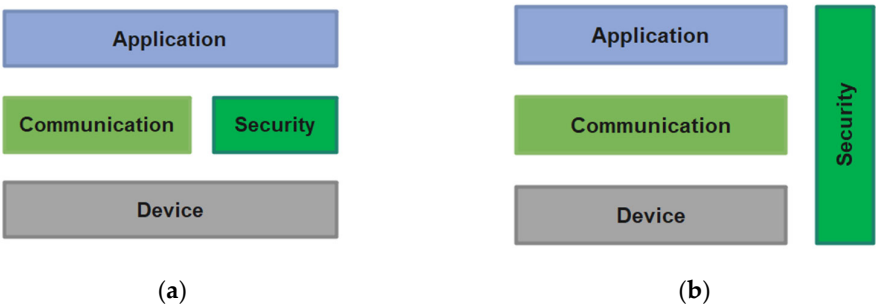 Application
Communication
Security
Device
(a)
Application
Communication
Device
Security
(b)